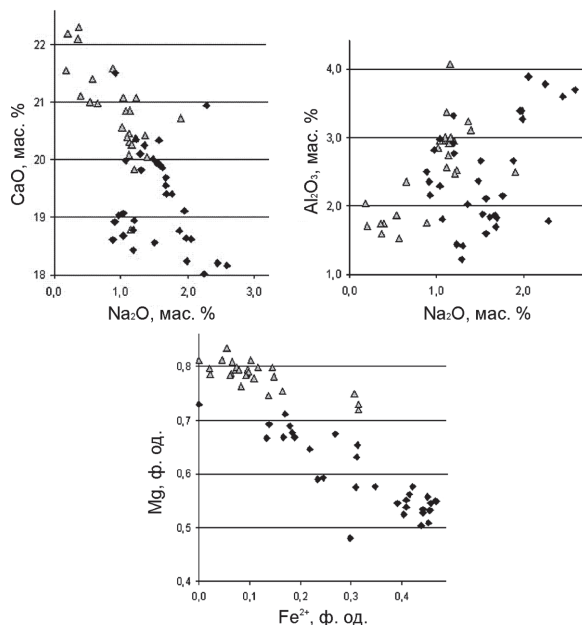 22
21
20
19
18
CaO, мас. %
0,0 1,0 2,0 3,0
Na₂O, мас. %
4,0
3,0
2,0
1,0
Al₂O₃, мас. %
0,0 1,0 2,0
Na₂O, мас. %
0,8
0,7
0,6
0,5
0,4
Mg, ф. од.
0,0 0,2 0,3 0,4
Fe²⁺, ф. од.